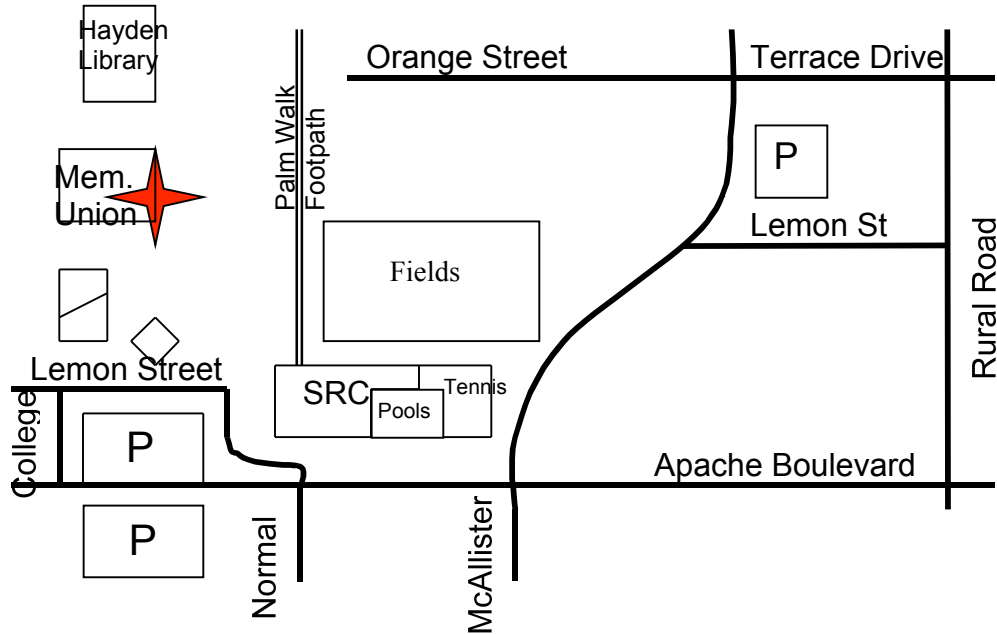 Hayden
Library
Orange Street
Terrace Drive
Palm Walk
Footpath
P
Mem.
Union
Lemon St
Fields
Rural Road
Lemon Street
SRC
Tennis
Pools
College
P
Apache Boulevard
P
Normal
McAllister